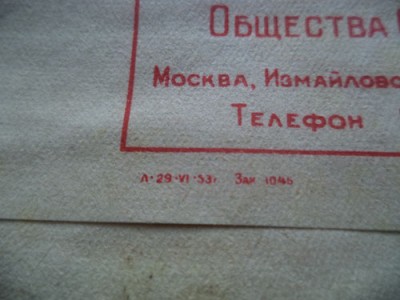 Общества
Москва, Измайлово
Телефон
Л·29·VI·53г. Зак 1045